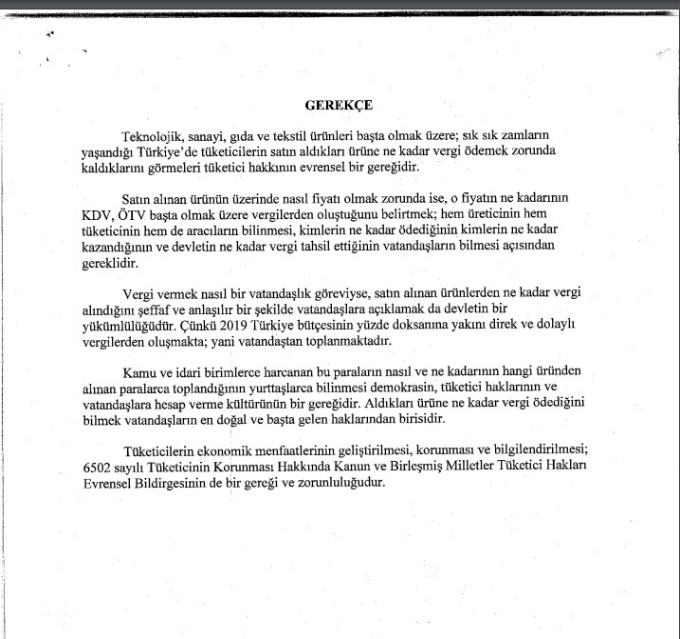 GEREKÇE
Teknolojik, sanayi, gıda ve tekstil ürünleri başta olmak üzere; sık sık zamların
yaşandığı Türkiye'de tüketicilerin satın aldıkları ürüne ne kadar vergi ödemek zorunda
kaldıklarını görmeleri tüketici hakkının evrensel bir gereğidir.
Satın alınan ürünün üzerinde nasıl fiyatı olmak zorunda ise, o fiyatın ne kadarının
KDV, ÖTV başta olmak üzere vergilerden oluştuğunu belirtmek; hem üreticinin hem
tüketicinin hem de aracıların bilinmesi, kimlerin ne kadar ödediğinin kimlerin ne kadar
kazandığının ve devletin ne kadar vergi tahsil ettiğinin vatandaşların bilmesi açısından
gereklidir.
Vergi vermek nasıl bir vatandaşlık göreviyse, satın alınan ürünlerden ne kadar vergi
alındığını şeffaf ve anlaşılır bir şekilde vatandaşlara açıklamak da devletin bir
yükümlülüğüdür. Çünkü 2019 Türkiye bütçesinin yüzde doksanına yakını direk ve dolaylı
vergilerden oluşmakta; yani vatandaştan toplanmaktadır.
Kamu ve idari birimlerce harcanan bu paraların nasıl ve ne kadarının hangi üründen
alınan paralarca toplandığının yurttaşlarca bilinmesi demokrasin, tüketici haklarının ve
vatandaşlara hesap verme kültürünün bir gereğidir. Aldıkları ürüne ne kadar vergi ödediğini
bilmek vatandaşların en doğal ve başta gelen haklarından birisidir.
Tüketicilerin ekonomik menfaatlerinin geliştirilmesi, korunması ve bilgilendirilmesi;
6502 sayılı Tüketicinin Korunması Hakkında Kanun ve Birleşmiş Milletler Tüketici Hakları
Evrensel Bildirgesinin de bir gereği ve zorunluluğudur.